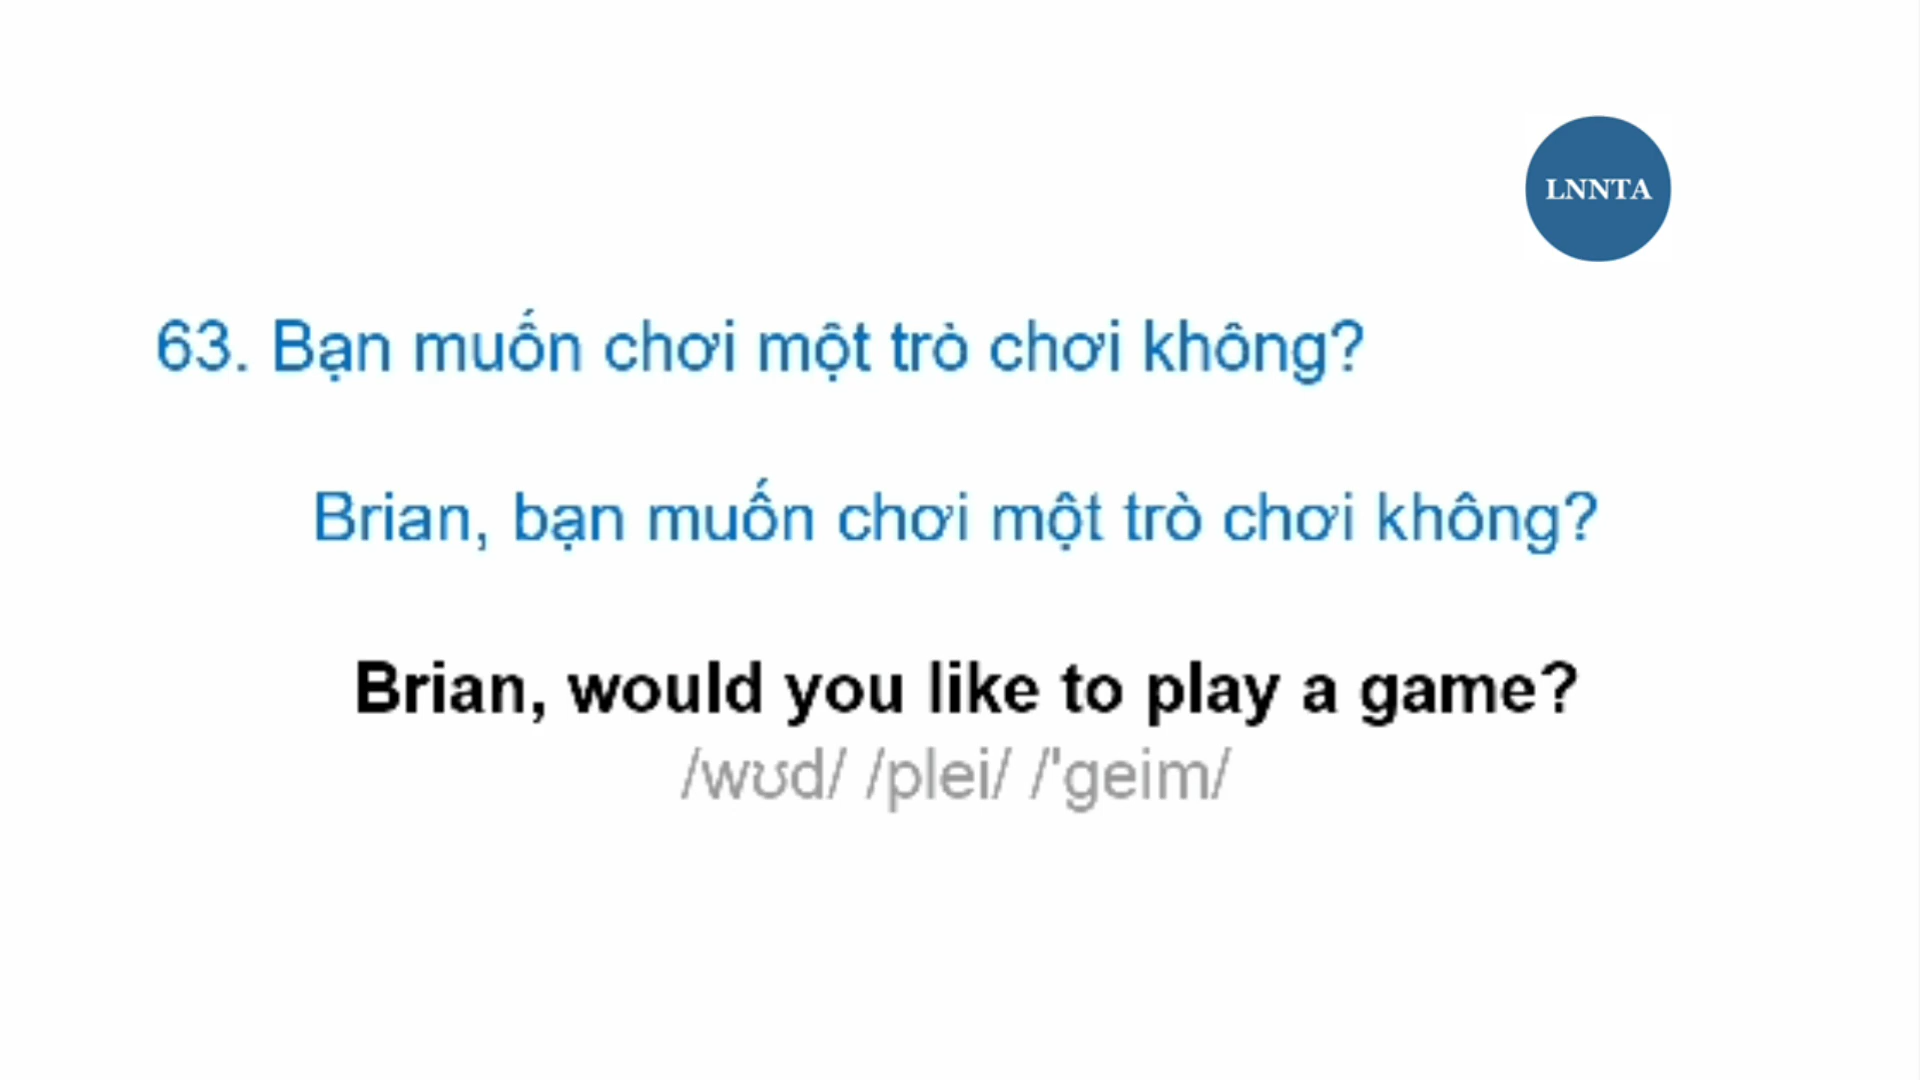 LNNTA
63. Bạn muốn chơi một trò chơi không?
Brian, bạn muốn chơi một trò chơi không?
Brian, would you like to play a game?
/wʊd/ /plei/ /'geim/